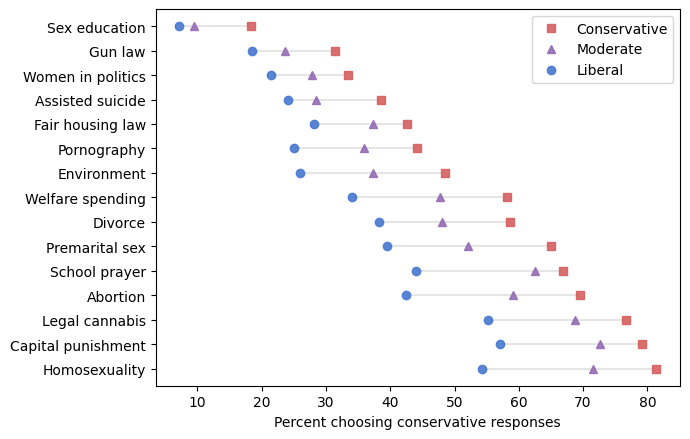 Sex education
Gun law
Women in politics
Assisted suicide
Fair housing law
Pornography
Environment
Welfare spending
Divorce
Premarital sex
School prayer
Abortion
Legal cannabis
Capital punishment
Homosexuality
Conservative
Moderate
Liberal
10 20 30 40 50 60 70 80
Percent choosing conservative responses